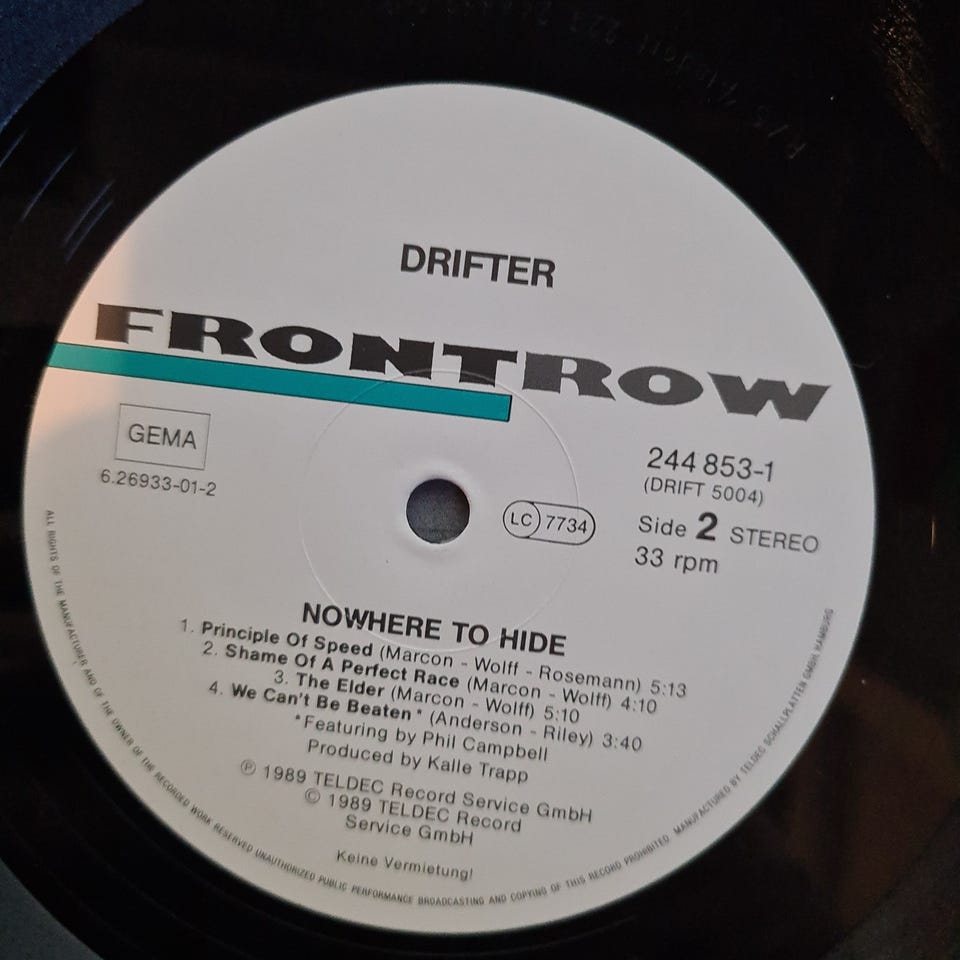 DRIFTER
FRONTROW
GEMA
6.26933-01-2
244 853-1
(DRIFT 5004)
LC 7734
Side 2 STEREO
33 rpm
NOWHERE TO HIDE
1. Principle Of Speed (Marcon - Wolff - Rosemann) 5:13
2. Shame Of A Perfect Race (Marcon - Wolff) 4:10
3. The Elder (Marcon - Wolff) 5:10
4. We Can't Be Beaten * (Anderson - Riley) 3:40
*Featuring by Phil Campbell
Produced by Kalle Trapp
℗ 1989 TELDEC Record Service GmbH
© 1989 TELDEC Record
Service GmbH
Keine Vermietung!
ALL RIGHTS OF THE MANUFACTURER AND OF THE OWNER OF THE RECORDED WORK RESERVED UNAUTHORIZED PUBLIC PERFORMANCE BROADCASTING AND COPYING OF THIS RECORD PROHIBITED. MANUFACTURED BY TELDEC SCHALLPLATTEN GMBH, HAMBURG